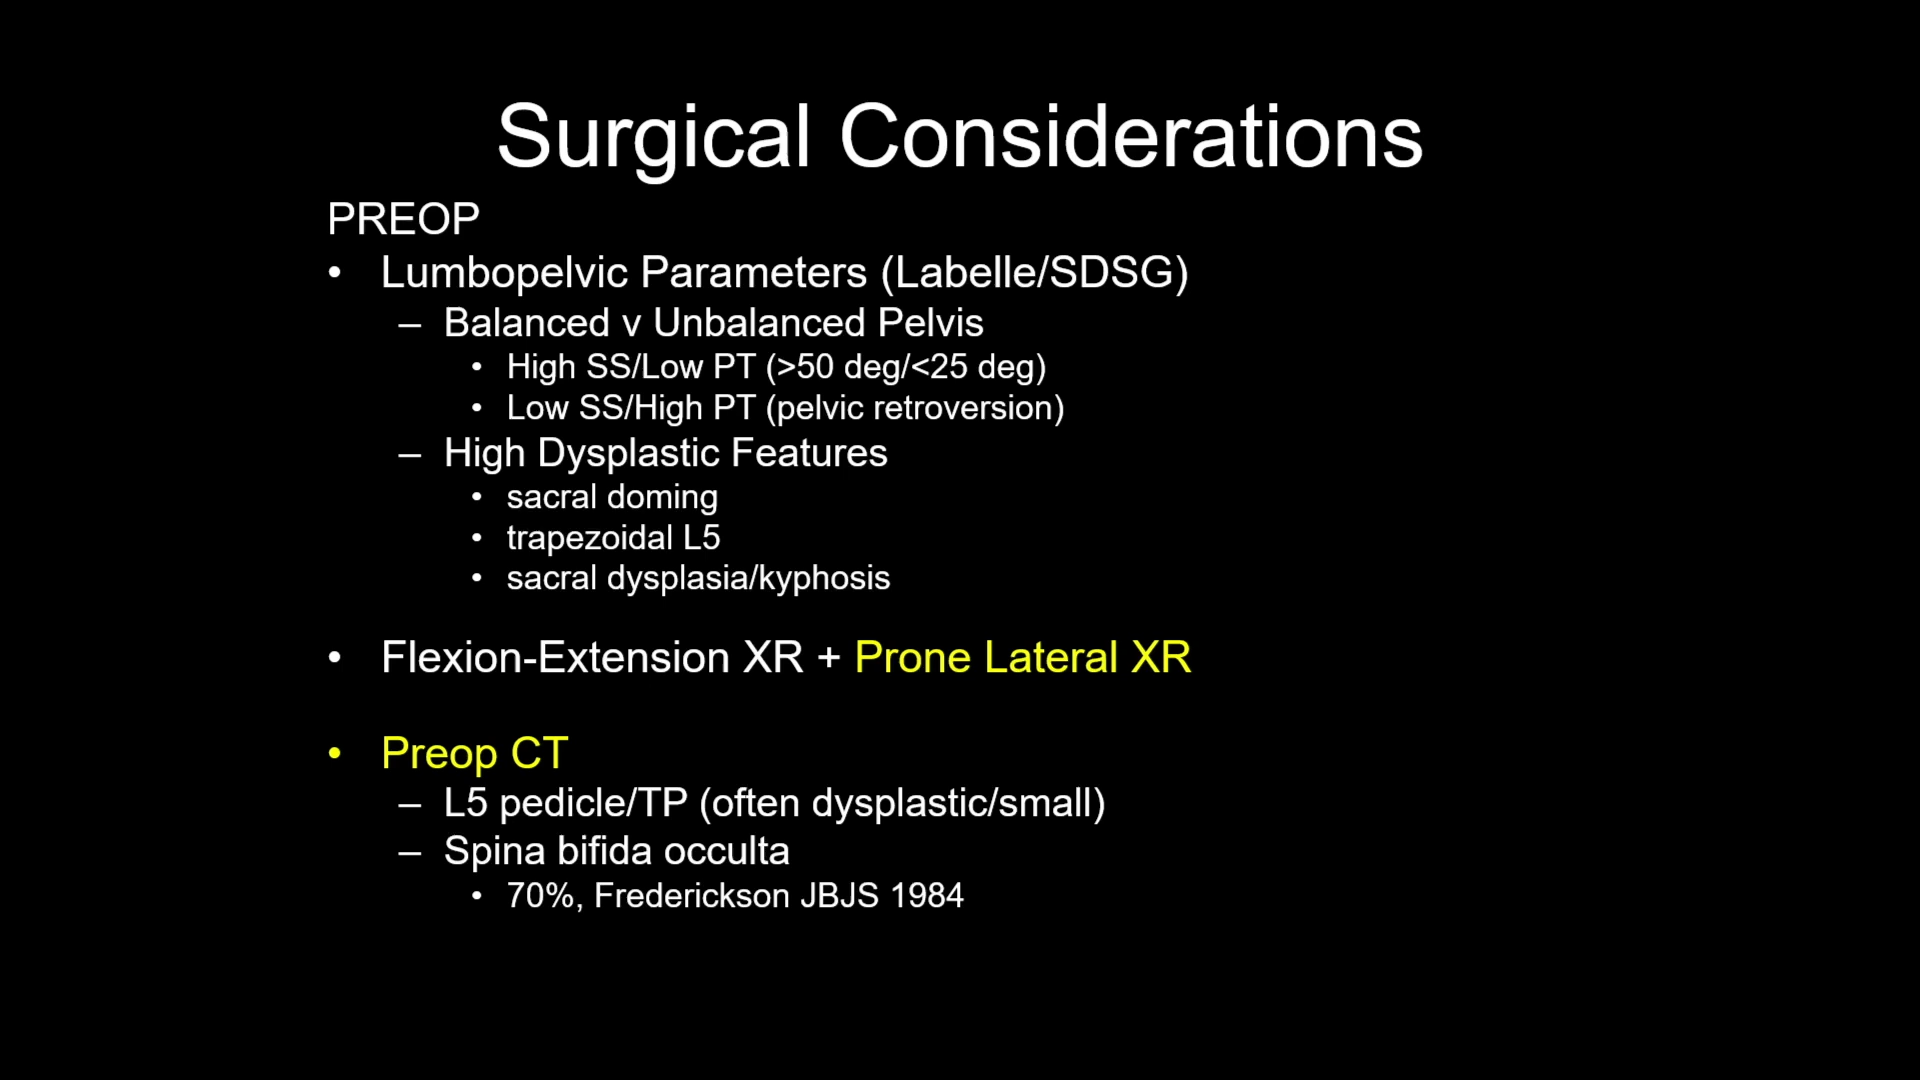 Surgical Considerations
PREOP
• Lumbopelvic Parameters (Labelle/SDSG)
– Balanced v Unbalanced Pelvis
• High SS/Low PT (>50 deg/<25 deg)
• Low SS/High PT (pelvic retroversion)
– High Dysplastic Features
• sacral doming
• trapezoidal L5
• sacral dysplasia/kyphosis
• Flexion-Extension XR + Prone Lateral XR
• Preop CT
– L5 pedicle/TP (often dysplastic/small)
– Spina bifida occulta
• 70%, Frederickson JBJS 1984